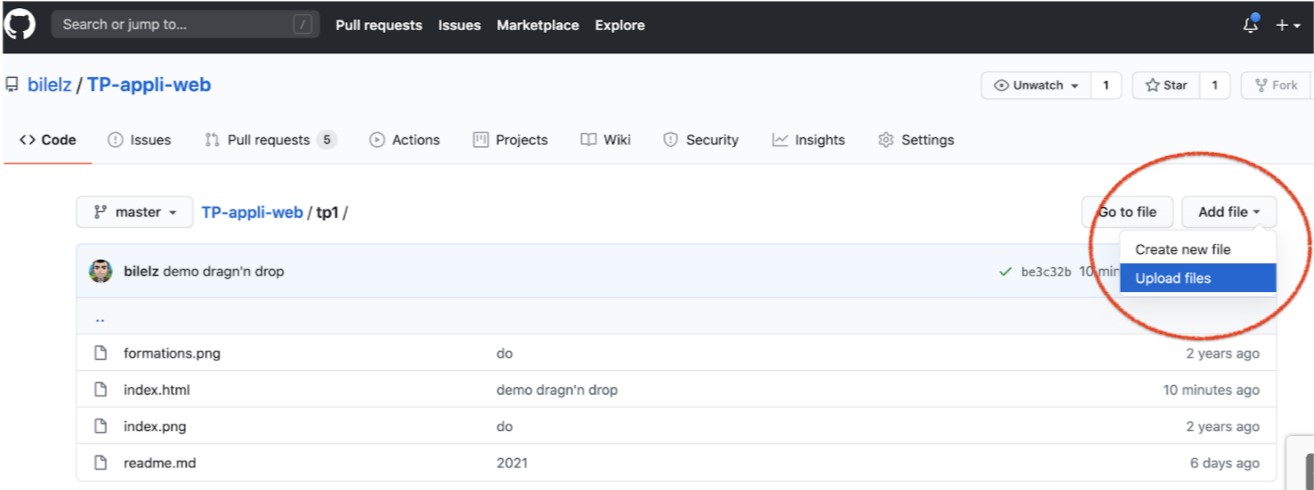 Search or jump to... / Pull requests Issues Marketplace Explore
bilelz / TP-appli-web Unwatch 1 Star 1 Fork
Code Issues Pull requests 5 Actions Projects Wiki Security Insights Settings
master TP-appli-web / tp1 / Go to file Add file
Create new file
bilelz demo dragn'n drop be3c32b 10 min
Upload files
..
formations.png do 2 years ago
index.html demo dragn'n drop 10 minutes ago
index.png do 2 years ago
readme.md 2021 6 days ago